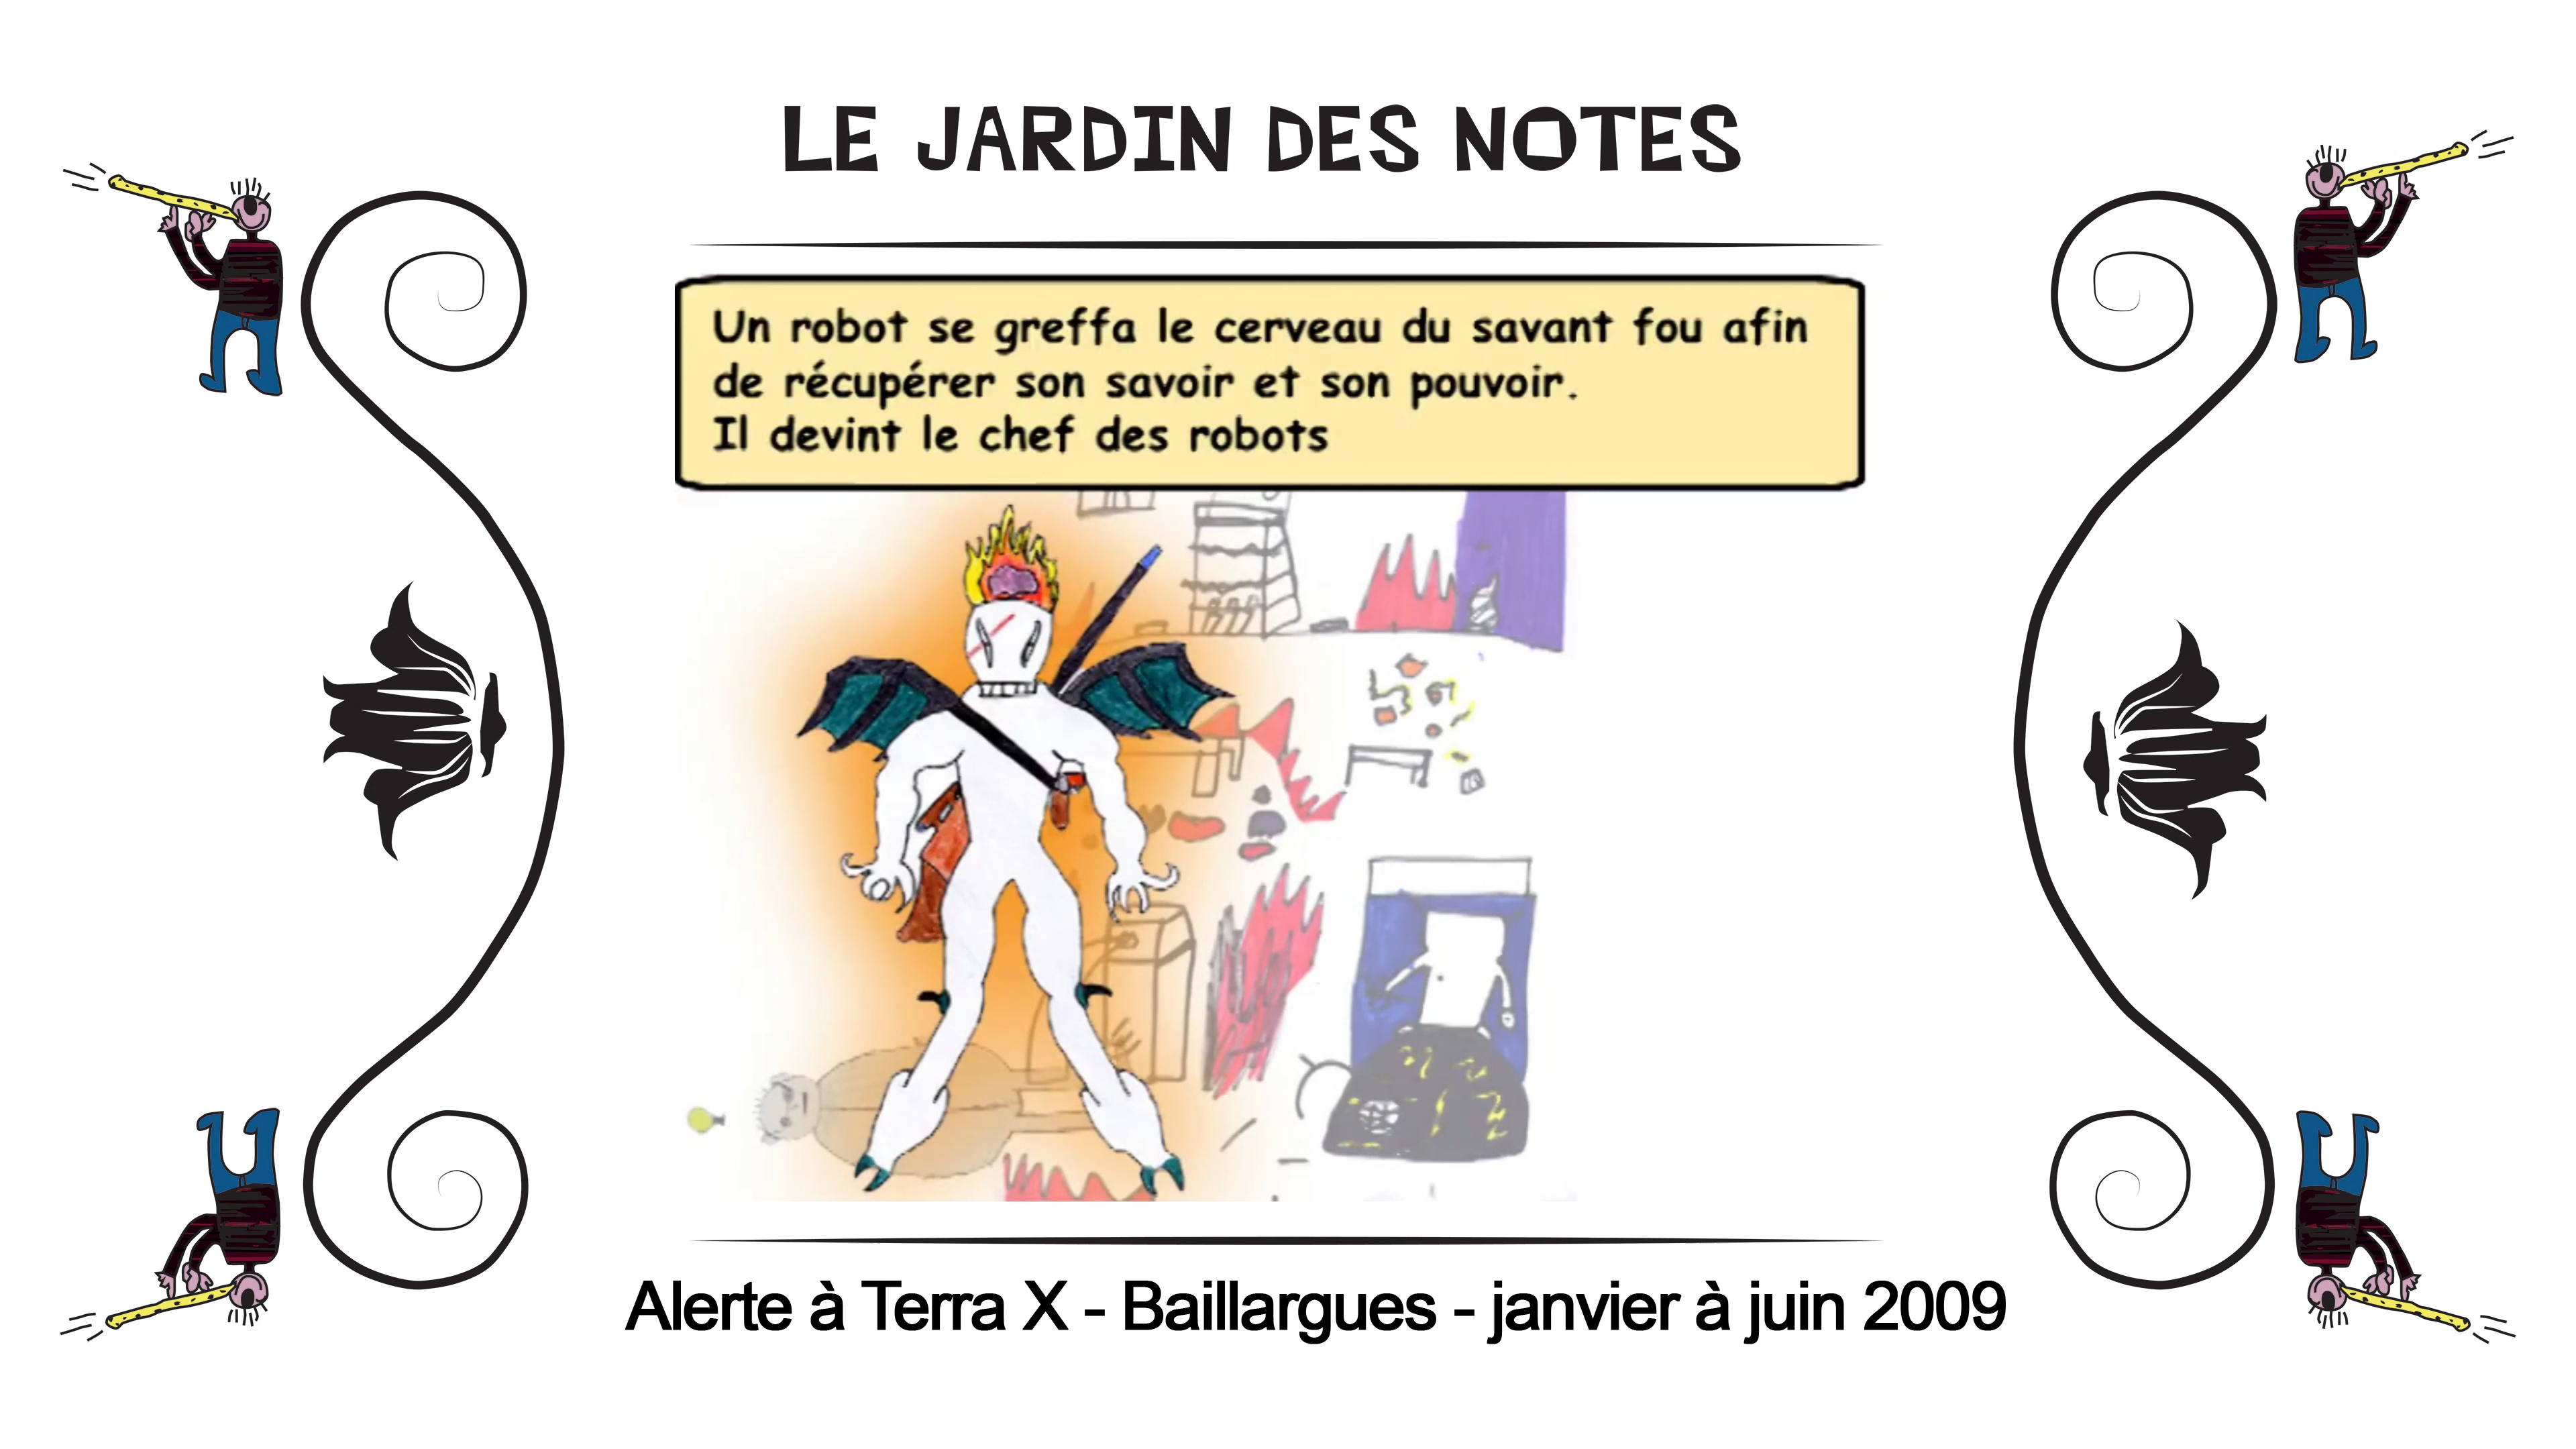 LE JARDIN DES NOTES
Un robot se greffa le cerveau du savant fou afin
de récupérer son savoir et son pouvoir.
Il devint le chef des robots
Alerte à Terra X - Baillargues - janvier à juin 2009